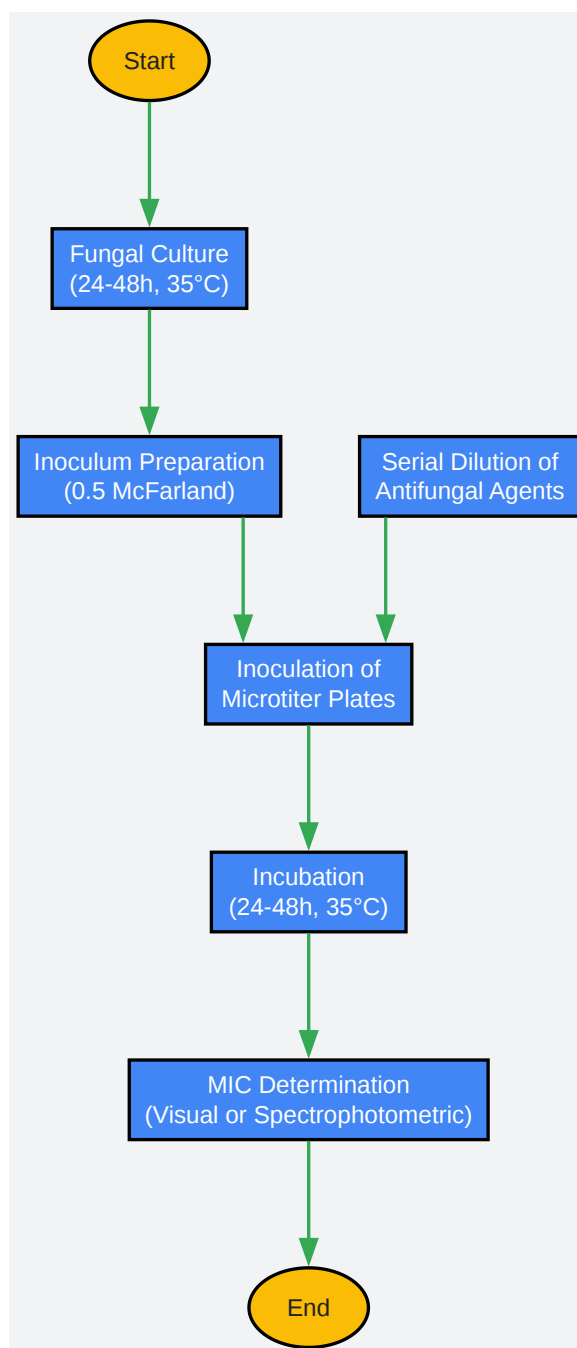 Start
Fungal Culture
(24-48h, 35°C)
Inoculum Preparation
(0.5 McFarland)
Serial Dilution of
Antifungal Agents
Inoculation of
Microtiter Plates
Incubation
(24-48h, 35°C)
MIC Determination
(Visual or Spectrophotometric)
End